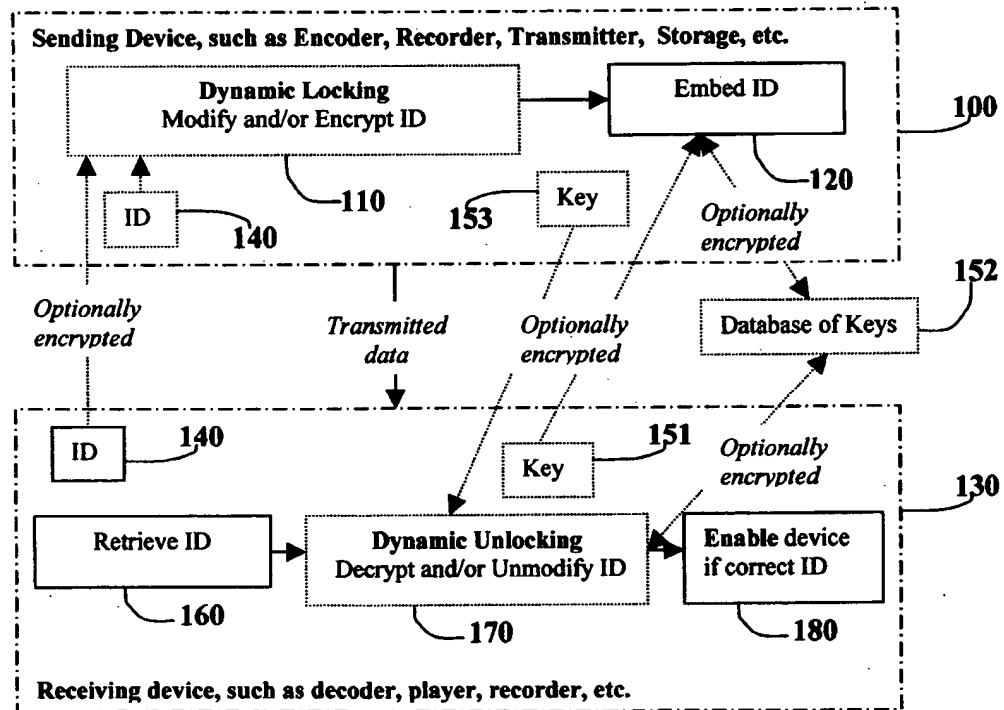 Sending Device, such as Encoder, Recorder, Transmitter, Storage, etc.
Dynamic Locking
Modify and/or Encrypt ID
Embed ID
100
110
120
ID
140
153
Key
Optionally
encrypted
152
Database of Keys
Optionally
encrypted
Transmitted
data
Optionally
encrypted
ID
140
Key
151
Optionally
encrypted
130
Retrieve ID
Dynamic Unlocking
Decrypt and/or Unmodify ID
Enable device
if correct ID
160
170
180
Receiving device, such as decoder, player, recorder, etc.